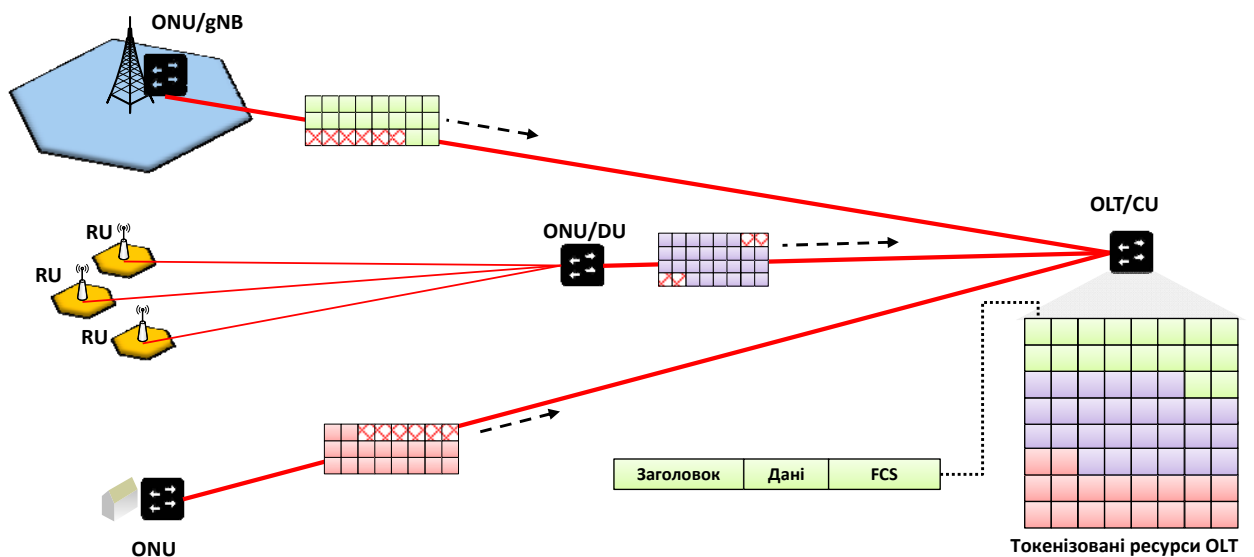 ONU/gNB
OLT/CU
RU
ONU/DU
RU
RU
Заголовок Дані FCS
ONU
Токенізовані ресурси OLT